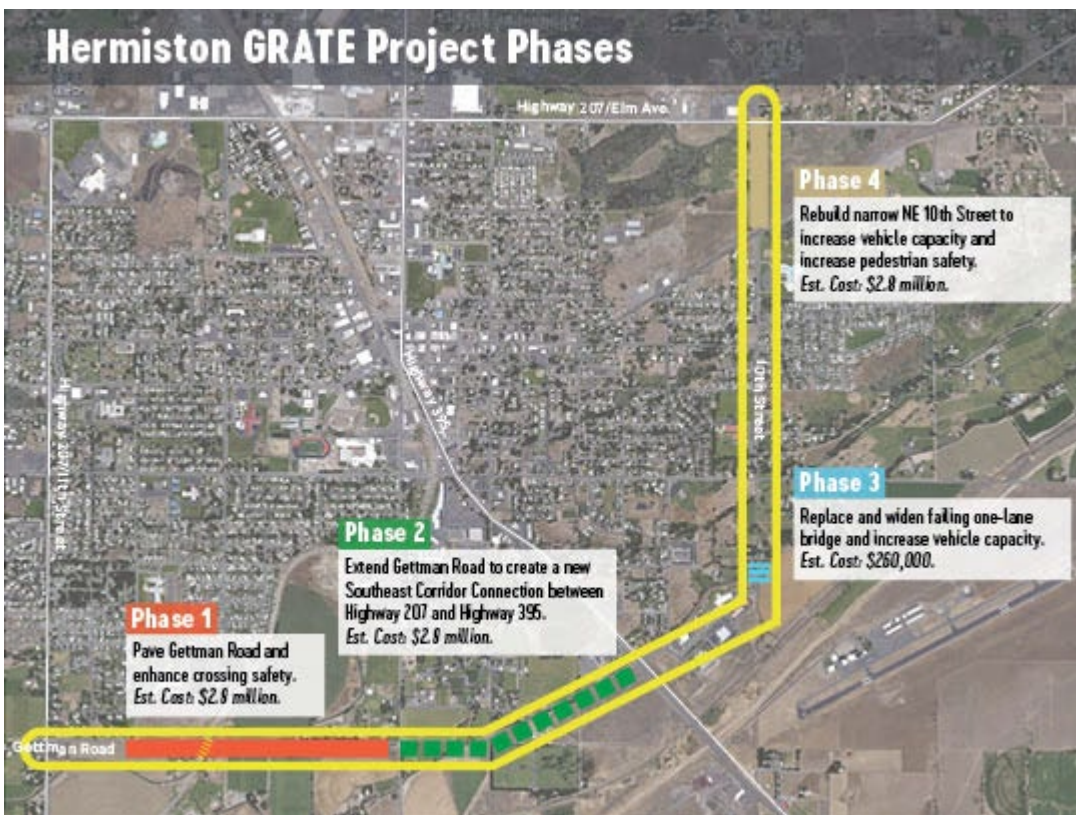 Hermiston GRATE Project Phases
Highway 207/Elm Ave.
Phase 4
Rebuild narrow NE 10th Street to
increase vehicle capacity and
increase pedestrian safety.
Est. Cost: $2.8 million.
Highway 395
10th Street
Highway 207/11th Street
Phase 3
Replace and widen failing one-lane
bridge and increase vehicle capacity.
Est. Cost: $260,000.
Phase 2
Extend Gettman Road to create a new
Southeast Corridor Connection between
Highway 207 and Highway 395.
Est. Cost: $2.8 million.
Phase 1
Pave Gettman Road and
enhance crossing safety.
Est. Cost: $2.8 million.
Gettman Road